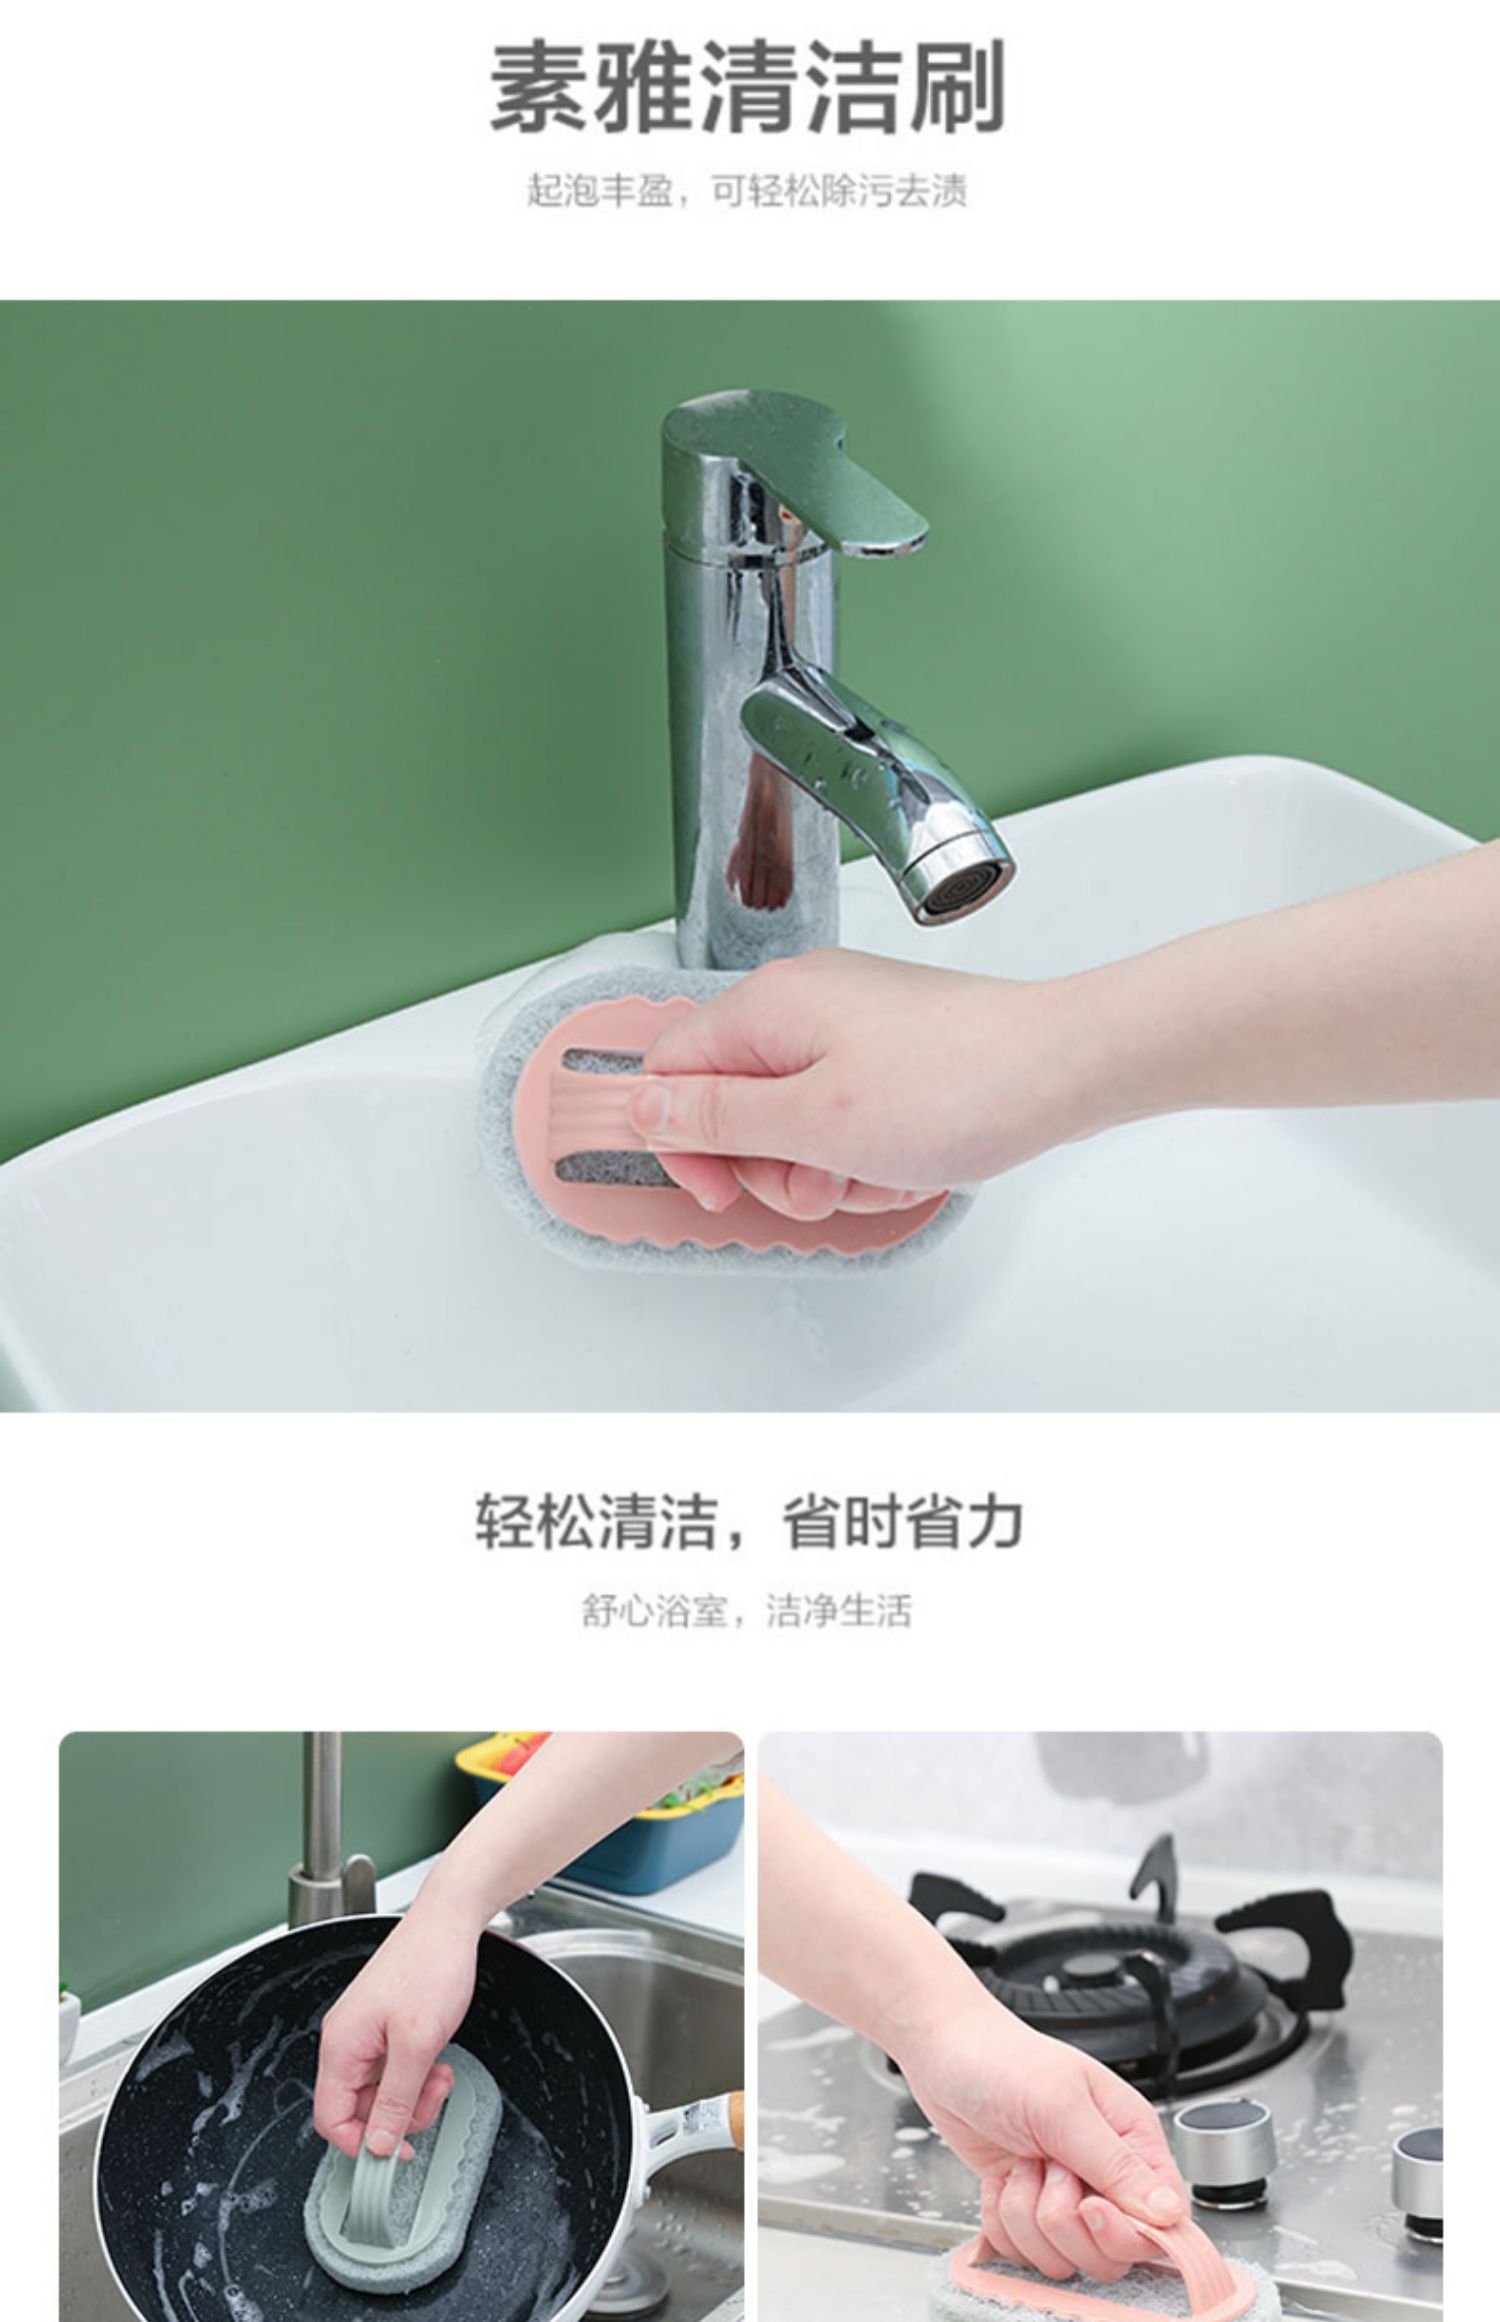 素雅清洁刷
起泡丰盈，可轻松除污去渍
轻松清洁，省时省力
舒心浴室，洁净生活